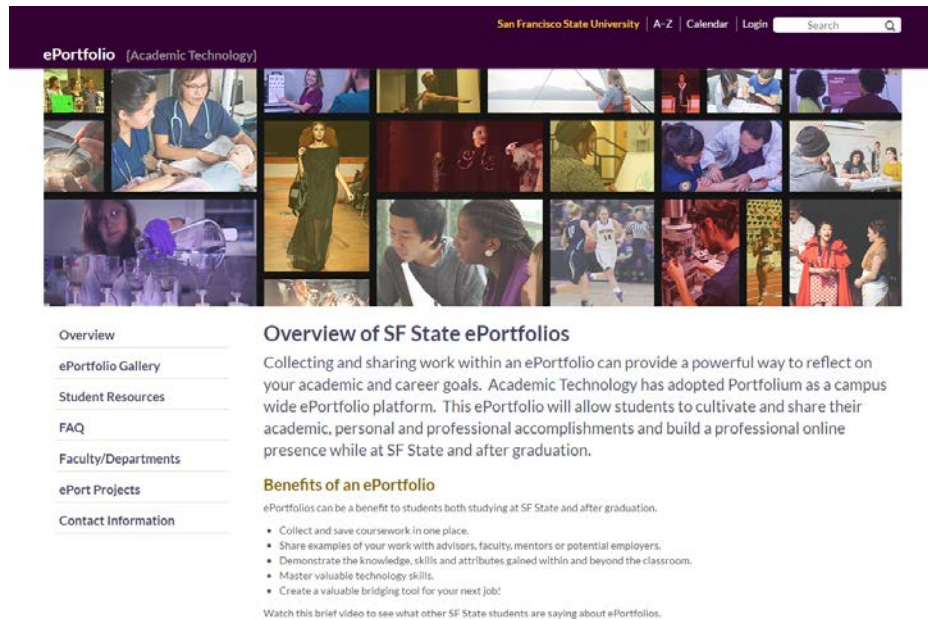 San Francisco State University | A–Z | Calendar | Login Search
ePortfolio [Academic Technology]
Overview
ePortfolio Gallery
Student Resources
FAQ
Faculty/Departments
ePort Projects
Contact Information
Overview of SF State ePortfolios
Collecting and sharing work within an ePortfolio can provide a powerful way to reflect on
your academic and career goals. Academic Technology has adopted Portfolium as a campus
wide ePortfolio platform. This ePortfolio will allow students to cultivate and share their
academic, personal and professional accomplishments and build a professional online
presence while at SF State and after graduation.
Benefits of an ePortfolio
ePortfolios can be a benefit to students both studying at SF State and after graduation.
• Collect and save coursework in one place.
• Share examples of your work with advisors, faculty, mentors or potential employers.
• Demonstrate the knowledge, skills and attributes gained within and beyond the classroom.
• Master valuable technology skills.
• Create a valuable bridging tool for your next job!
Watch this brief video to see what other SF State students are saying about ePortfolios.